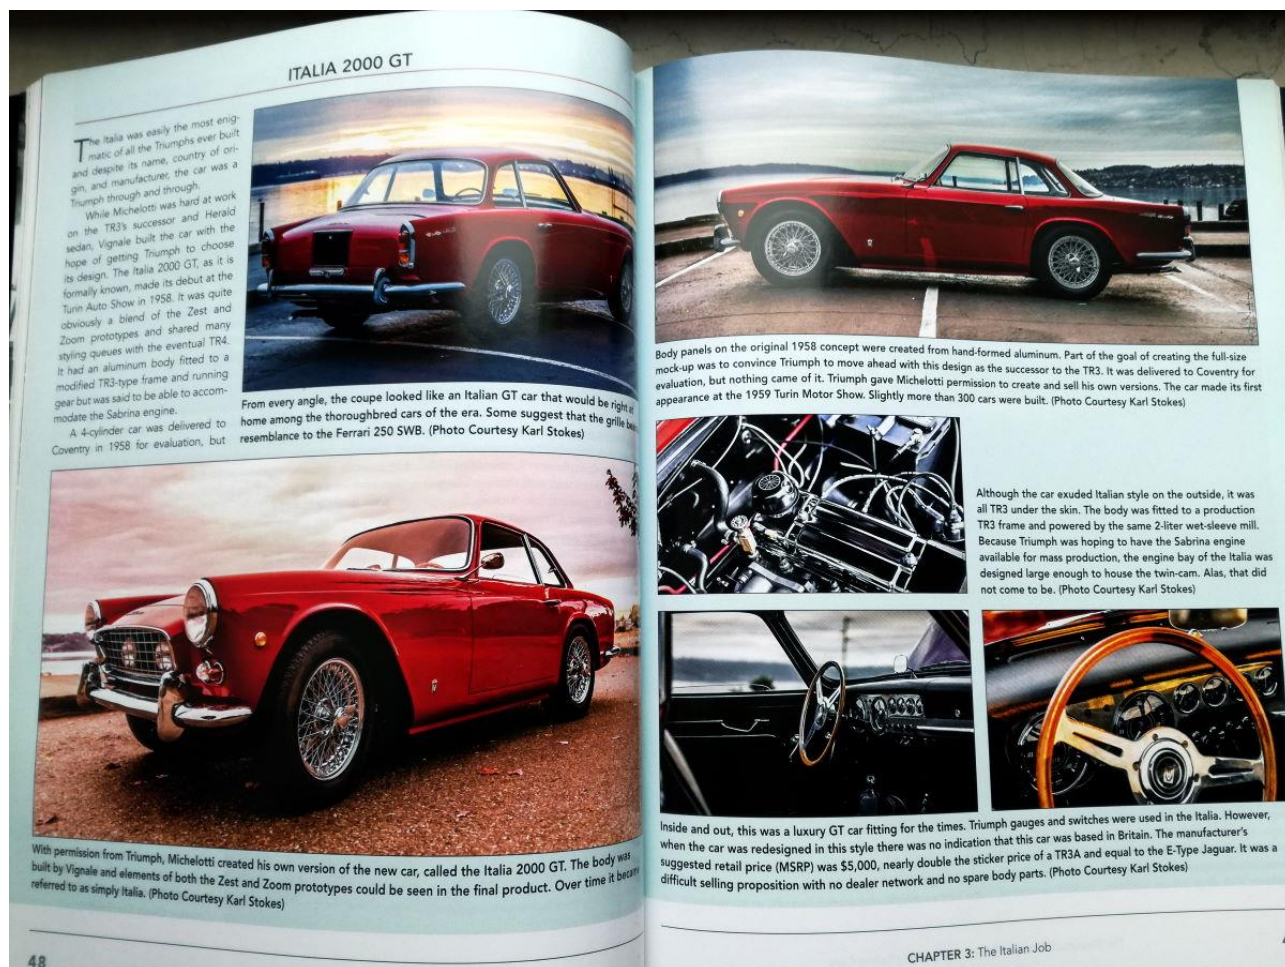 ITALIA 2000 GT
The Italia was easily the most enig-
matic of all the Triumphs ever built
and despite its name, country of ori-
gin, and manufacturer, the car was a
Triumph through and through.
While Michelotti was hard at work
on the TR3's successor and Herald
sedan, Vignale built the car with the
hope of getting Triumph to choose
its design. The Italia 2000 GT, as it is
formally known, made its debut at the
Turin Auto Show in 1958. It was quite
obviously a blend of the Zest and
Zoom prototypes and shared many
styling queues with the eventual TR4.
It had an aluminum body fitted to a
modified TR3-type frame and running
gear but was said to be able to accom-
modate the Sabrina engine.
A 4-cylinder car was delivered to
Coventry in 1958 for evaluation, but
From every angle, the coupe looked like an Italian GT car that would be right at
home among the thoroughbred cars of the era. Some suggest that the grille bears
resemblance to the Ferrari 250 SWB. (Photo Courtesy Karl Stokes)
With permission from Triumph, Michelotti created his own version of the new car, called the Italia 2000 GT. The body was
built by Vignale and elements of both the Zest and Zoom prototypes could be seen in the final product. Over time it became
referred to as simply Italia. (Photo Courtesy Karl Stokes)
48
Body panels on the original 1958 concept were created from hand-formed aluminum. Part of the goal of creating the full-size
mock-up was to convince Triumph to move ahead with this design as the successor to the TR3. It was delivered to Coventry for
evaluation, but nothing came of it. Triumph gave Michelotti permission to create and sell his own versions. The car made its first
appearance at the 1959 Turin Motor Show. Slightly more than 300 cars were built. (Photo Courtesy Karl Stokes)
Although the car exuded Italian style on the outside, it was
all TR3 under the skin. The body was fitted to a production
TR3 frame and powered by the same 2-liter wet-sleeve mill.
Because Triumph was hoping to have the Sabrina engine
available for mass production, the engine bay of the Italia was
designed large enough to house the twin-cam. Alas, that did
not come to be. (Photo Courtesy Karl Stokes)
Inside and out, this was a luxury GT car fitting for the times. Triumph gauges and switches were used in the Italia. However,
when the car was redesigned in this style there was no indication that this car was based in Britain. The manufacturer's
suggested retail price (MSRP) was $5,000, nearly double the sticker price of a TR3A and equal to the E-Type Jaguar. It was a
difficult selling proposition with no dealer network and no spare body parts. (Photo Courtesy Karl Stokes)
CHAPTER 3: The Italian Job